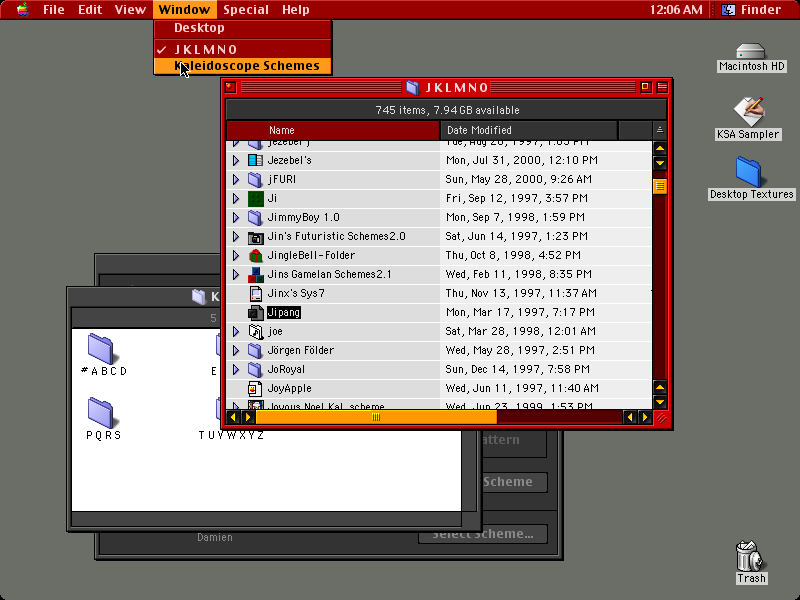 File Edit View Window Special Help 12:06 AM Finder
Desktop
✓ J K L M N O
Kaleidoscope Schemes
J K L M N O
745 items, 7.94 GB available
Name Date Modified
jezebel j Tue, Aug 26, 1997, 1:03 PM
Jezebel's Mon, Jul 31, 2000, 12:10 PM
jFURI Sun, May 28, 2000, 9:26 AM
Ji Fri, Sep 12, 1997, 3:57 PM
JimmyBoy 1.0 Mon, Sep 7, 1998, 1:59 PM
Jin's Futuristic Schemes2.0 Sat, Jun 14, 1997, 1:23 PM
JingleBell-Folder Thu, Oct 8, 1998, 4:52 PM
Jins Gamelan Schemes2.1 Wed, Feb 11, 1998, 8:35 PM
Jinx's Sys7 Thu, Nov 13, 1997, 11:37 AM
Jipang Mon, Mar 17, 1997, 7:17 PM
joe Sat, Mar 28, 1998, 12:01 AM
Jörgen Földer Wed, May 28, 1997, 2:51 PM
JoRoyal Sun, Dec 14, 1997, 7:58 PM
JoyApple Wed, Jun 11, 1997, 11:40 AM
Joyous Noel Kal. scheme Wed, Jun 23, 1999, 1:53 PM
Macintosh HD
KSA Sampler
Desktop Textures
Trash
K
5
# A B C D
E
P Q R S
T U V W X Y Z
attern
Scheme
Damien
Select Scheme...